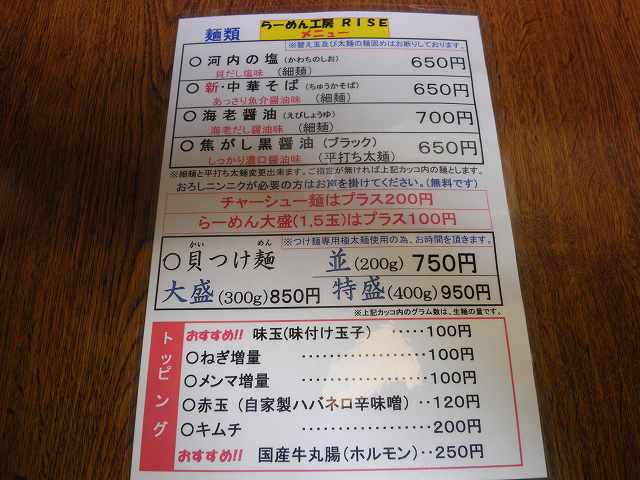 らーめん工房 RISE
麺類 メニュー
※替え玉及び太麺の麺固めはお断りしております。
○河内の塩(かわちのしお) 650円
貝だし塩味 (細麺)
○新・中華そば(ちゅうかそば) 650円
あっさり魚介醤油味 (細麺)
○海老醤油(えびしょうゆ) 700円
海老だし醤油味 (細麺)
○焦がし黒醤油(ブラック) 650円
しっかり濃口醤油味 (平打ち太麺)
※細麺と平打ち太麺変更出来ます。ご指定が無ければ上記カッコ内の麺とします。
おろしニンニクが必要の方はお声を掛けてください。(無料です)
チャーシュー麺はプラス200円
らーめん大盛(1,5玉)はプラス100円
かい めん ※つけ麺専用極太麺使用の為、お時間を頂きます。
○貝つけ麺 並(200g)750円
大盛(300g)850円 特盛(400g)950円
※上記カッコ内のグラム数は、生麺の量です。
トッピング
おすすめ!! 味玉(味付け玉子) ・・・・・100円
○ねぎ増量 ・・・・・・・・・・・・・・・・・100円
○メンマ増量 ・・・・・・・・・・・・・・・・・100円
○赤玉(自家製ハバネロ辛味噌)・・120円
○キムチ ・・・・・・・・・・・・・・・・・200円
おすすめ!! 国産牛丸腸(ホルモン)・・250円